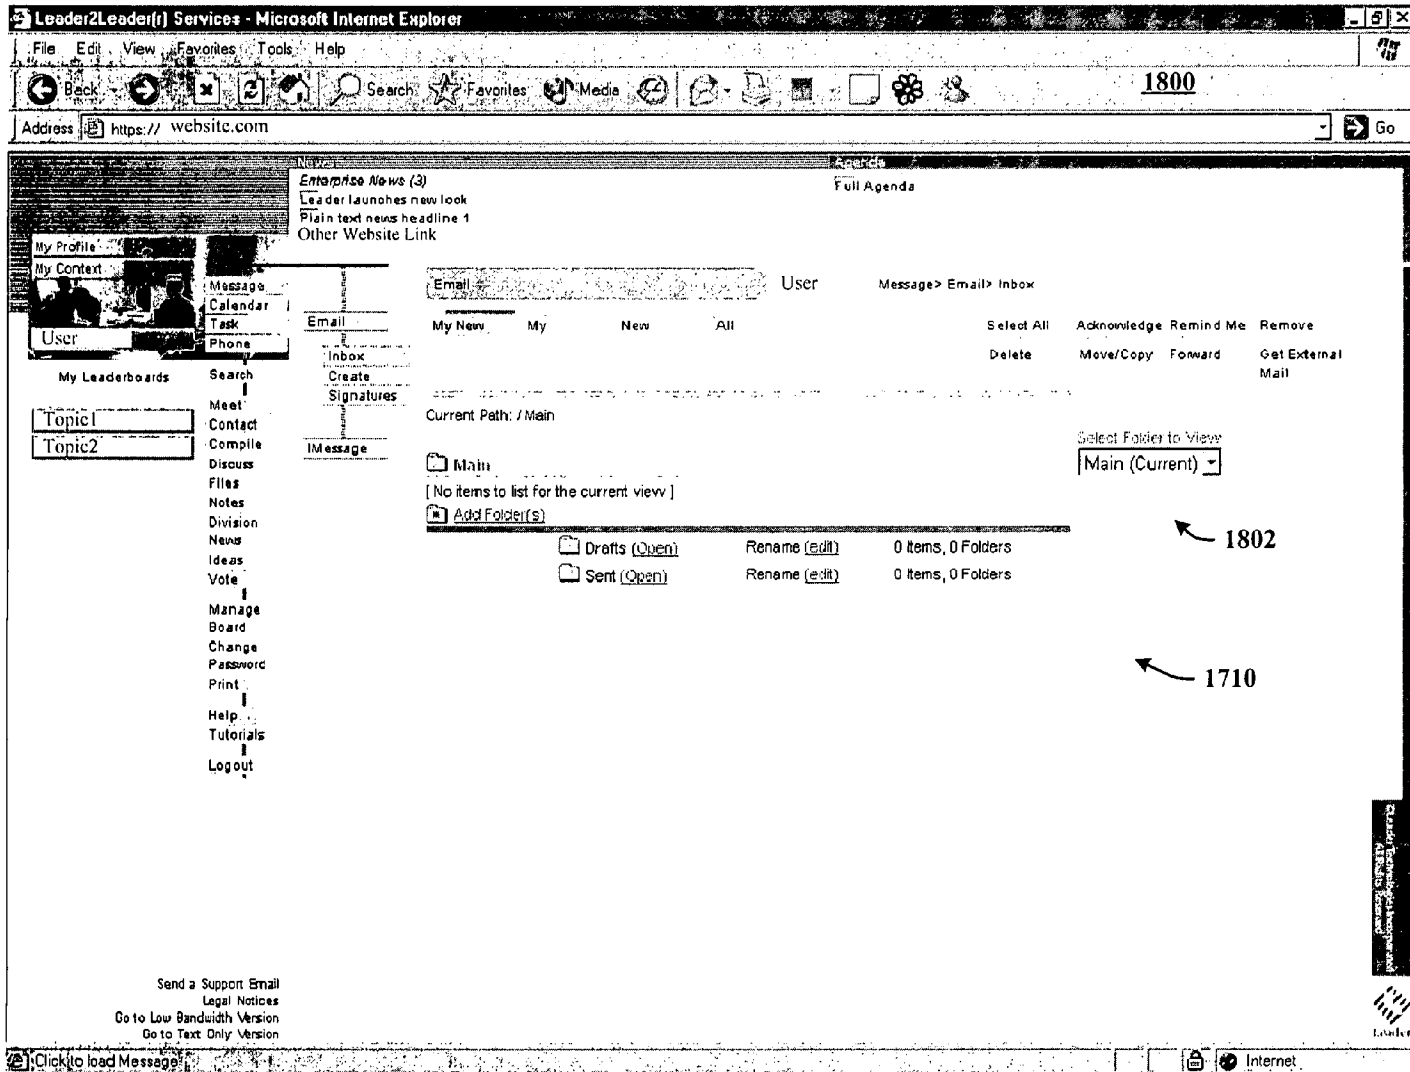 Leader2Leader(r) Services - Microsoft Internet Explorer
File Edit View Favorites Tools Help
Back Search Favorites Media 1800
Address https:// website.com Go
News Agenda
Enterprise News (3)
Full Agenda
Leader launches new look
Plain text news headline 1
Other Website Link
My Profile
My Context
User
My Leaderboards
Topic1
Topic2
Message
Calendar
Task
Phone
Search
Meet
Contact
Compile
Discuss
Files
Notes
Division
News
Ideas
Vote
Manage
Board
Change
Password
Print
Help
Tutorials
Logout
Email
Inbox
Create
Signatures
IMessage
Email User Message> Email> Inbox
My New My New All Select All Acknowledge Remind Me Remove
Delete Move/Copy Forward Get External
Mail
Current Path: / Main
Select Folder to View
Main (Current)
Main
[ No items to list for the current view ]
Add Folder(s)
1802
Drafts (Open) Rename (edit) 0 Items, 0 Folders
Sent (Open) Rename (edit) 0 Items, 0 Folders
1710
©Leader Technologies Incorporated
All Rights Reserved
Leader
Send a Support Email
Legal Notices
Go to Low Bandwidth Version
Go to Text Only Version
Click to load Message Internet